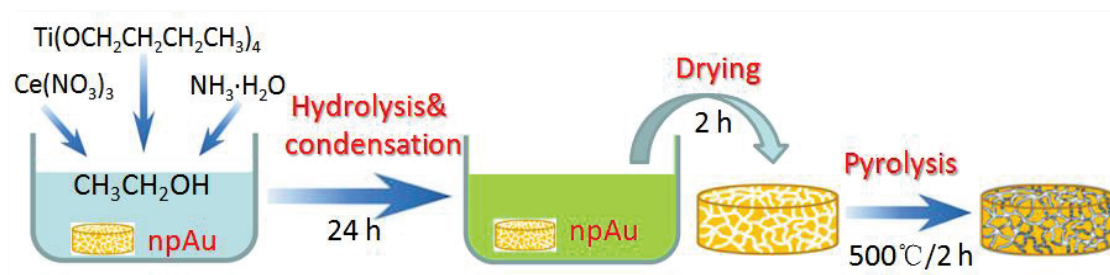 Ti(OCH₂CH₂CH₂CH₃)₄
Ce(NO₃)₃
NH₃·H₂O
CH₃CH₂OH
npAu
Hydrolysis&
condensation
24 h
npAu
Drying
2 h
Pyrolysis
500℃/2 h